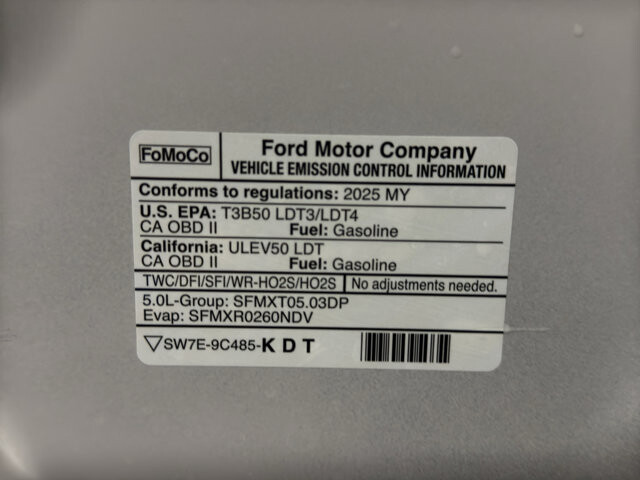 FoMoCo
Ford Motor Company
VEHICLE EMISSION CONTROL INFORMATION
Conforms to regulations: 2025 MY
U.S. EPA: T3B50 LDT3/LDT4
CA OBD II Fuel: Gasoline
California: ULEV50 LDT
CA OBD II Fuel: Gasoline
TWC/DFI/SFI/WR-HO2S/HO2S No adjustments needed.
5.0L-Group: SFMXT05.03DP
Evap: SFMXR0260NDV
SW7E-9C485-K D T